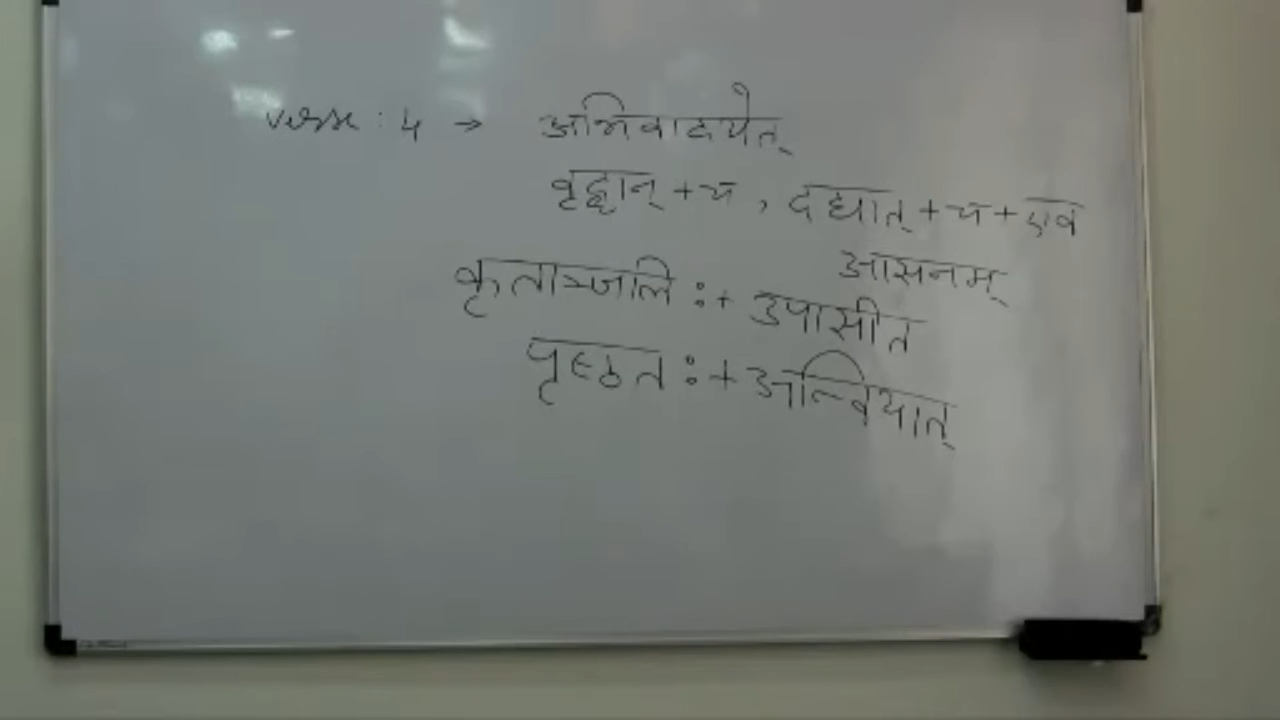 verse : 4 → अभिवादयेत्
वृद्धान् + च , दद्यात् + च + एव
आसनम्
कृताञ्जलि : + उपासीत
पृष्ठत : + अन्वियात्